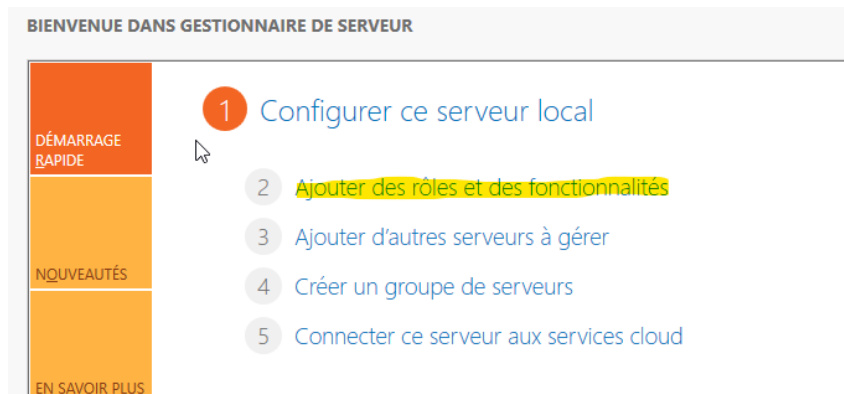 BIENVENUE DANS GESTIONNAIRE DE SERVEUR
DÉMARRAGE
RAPIDE
1 Configurer ce serveur local
2 Ajouter des rôles et des fonctionnalités
3 Ajouter d’autres serveurs à gérer
NOUVEAUTÉS
4 Créer un groupe de serveurs
5 Connecter ce serveur aux services cloud
EN SAVOIR PLUS